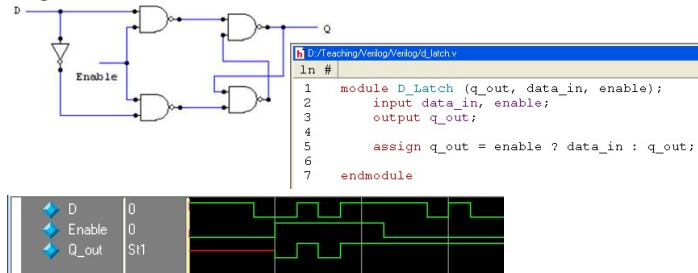 D
Q
Enable
D:/Teaching/Verilog/Verilog/d_latch.v
ln #
1 module D_Latch (q_out, data_in, enable);
2 input data_in, enable;
3 output q_out;
4
5 assign q_out = enable ? data_in : q_out;
6
7 endmodule
D 0
Enable 0
Q_out St1